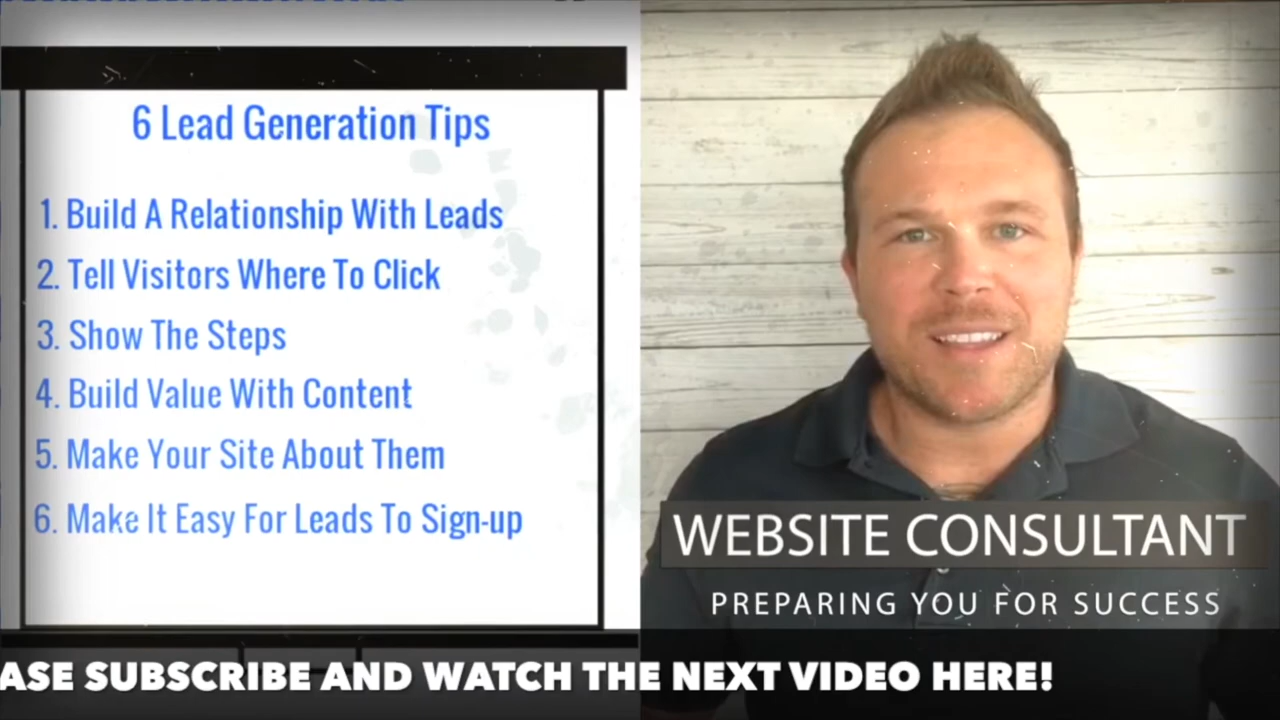 6 Lead Generation Tips
1. Build A Relationship With Leads
2. Tell Visitors Where To Click
3. Show The Steps
4. Build Value With Content
5. Make Your Site About Them
6. Make It Easy For Leads To Sign-up
WEBSITE CONSULTANT
PREPARING YOU FOR SUCCESS
ASE SUBSCRIBE AND WATCH THE NEXT VIDEO HERE!